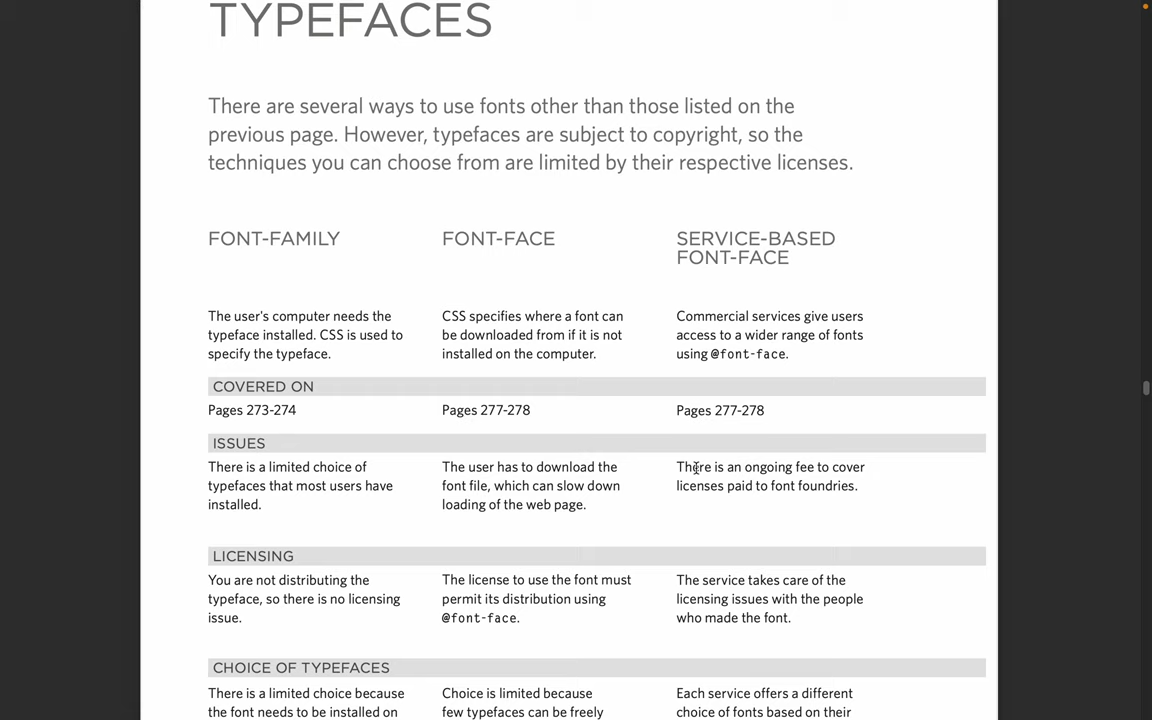 TYPEFACES
There are several ways to use fonts other than those listed on the
previous page. However, typefaces are subject to copyright, so the
techniques you can choose from are limited by their respective licenses.
FONT-FAMILY
The user's computer needs the
typeface installed. CSS is used to
specify the typeface.
FONT-FACE
CSS specifies where a font can
be downloaded from if it is not
installed on the computer.
SERVICE-BASED
FONT-FACE
Commercial services give users
access to a wider range of fonts
using @font-face.
COVERED ON
Pages 273-274
Pages 277-278
Pages 277-278
ISSUES
There is a limited choice of
typefaces that most users have
installed.
The user has to download the
font file, which can slow down
loading of the web page.
There is an ongoing fee to cover
licenses paid to font foundries.
LICENSING
You are not distributing the
typeface, so there is no licensing
issue.
The license to use the font must
permit its distribution using
@font-face.
The service takes care of the
licensing issues with the people
who made the font.
CHOICE OF TYPEFACES
There is a limited choice because
the font needs to be installed on
Choice is limited because
few typefaces can be freely
Each service offers a different
choice of fonts based on their